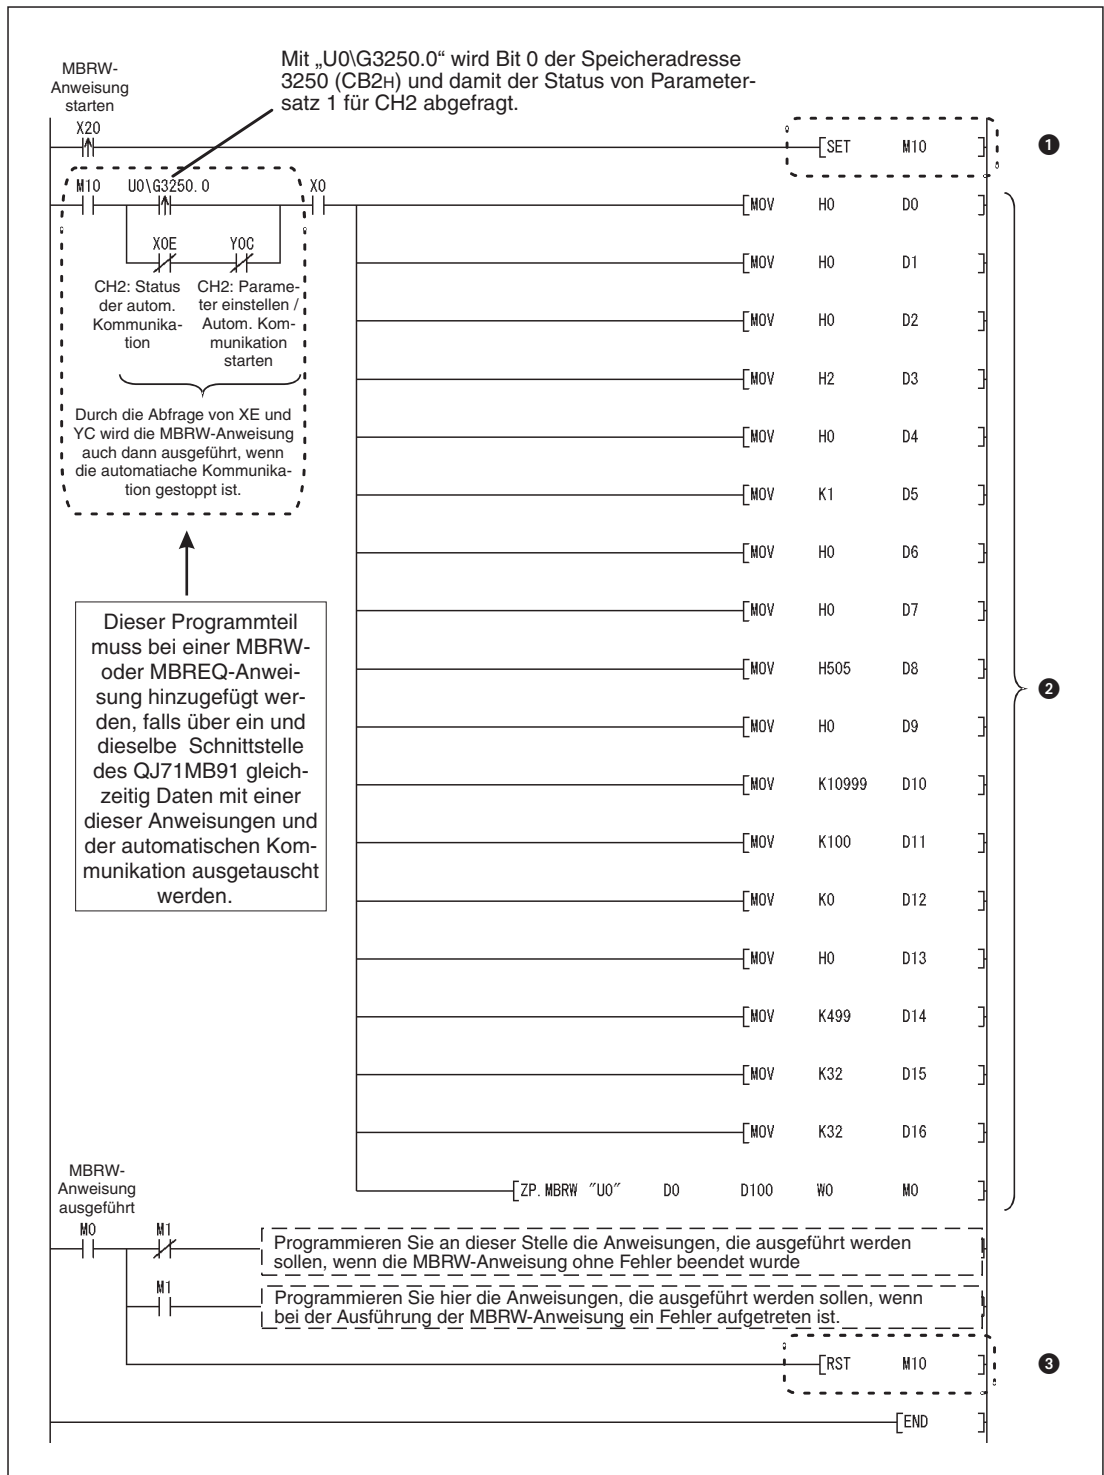 Mit „U0\G3250.0“ wird Bit 0 der Speicheradresse
3250 (CB2H) und damit der Status von Parameter-
satz 1 für CH2 abgefragt.
MBRW-
Anweisung
starten
X20
[SET M10 ]
❶
M10 U0\G3250.0 X0
[MOV H0 D0 ]
X0E Y0C
[MOV H0 D1 ]
CH2: Status
der autom.
Kommunika-
tion
CH2: Parame-
ter einstellen /
Autom. Kom-
munikation
starten
[MOV H0 D2 ]
[MOV H2 D3 ]
Durch die Abfrage von XE und
YC wird die MBRW-Anweisung
auch dann ausgeführt, wenn
die automatiache Kommunika-
tion gestoppt ist.
[MOV H0 D4 ]
[MOV K1 D5 ]
[MOV H0 D6 ]
[MOV H0 D7 ]
Dieser Programmteil
muss bei einer MBRW-
oder MBREQ-Anwei-
sung hinzugefügt wer-
den, falls über ein und
dieselbe Schnittstelle
des QJ71MB91 gleich-
zeitig Daten mit einer
dieser Anweisungen und
der automatischen Kom-
munikation ausgetauscht
werden.
[MOV H505 D8 ]
❷
[MOV H0 D9 ]
[MOV K10999 D10 ]
[MOV K100 D11 ]
[MOV K0 D12 ]
[MOV H0 D13 ]
[MOV K499 D14 ]
[MOV K32 D15 ]
[MOV K32 D16 ]
[ZP.MBRW "U0" D0 D100 W0 M0 ]
MBRW-
Anweisung
ausgeführt
M0 M1
Programmieren Sie an dieser Stelle die Anweisungen, die ausgeführt werden
sollen, wenn die MBRW-Anweisung ohne Fehler beendet wurde
M1
Programmieren Sie hier die Anweisungen, die ausgeführt werden sollen, wenn
bei der Ausführung der MBRW-Anweisung ein Fehler aufgetreten ist.
[RST M10 ]
❸
[END ]